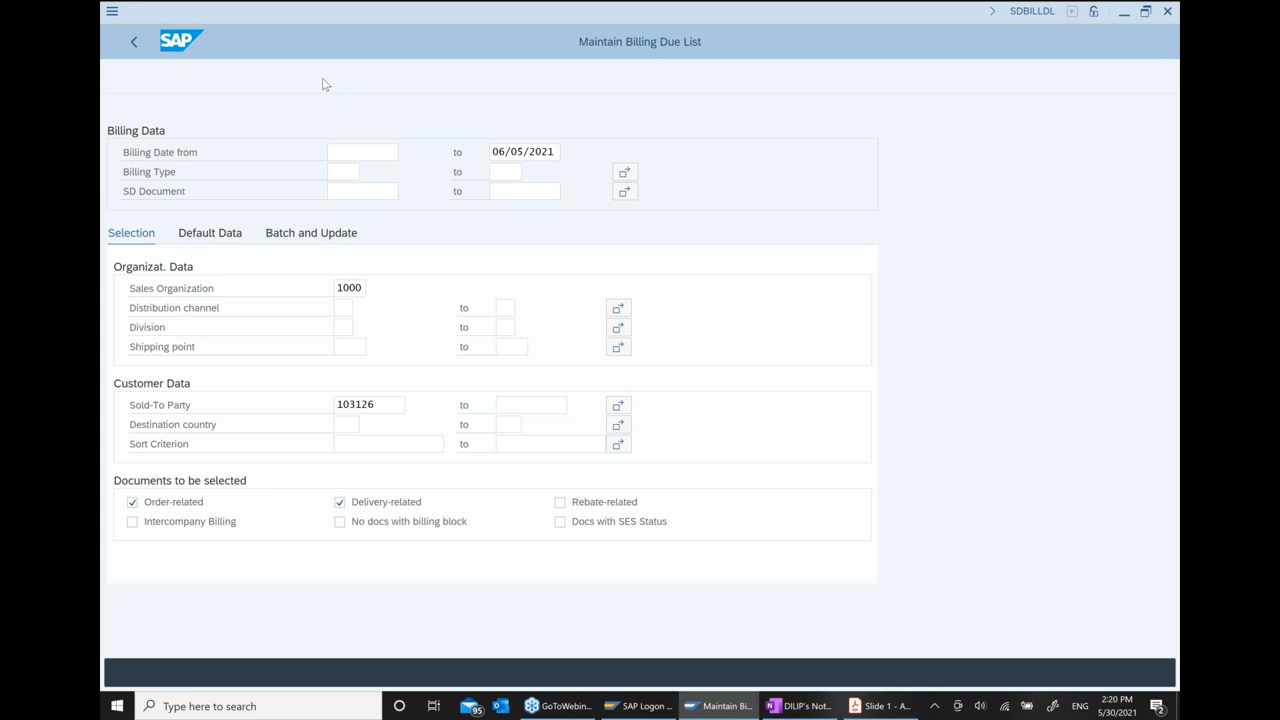 SDBILLDL
SAP
Maintain Billing Due List
Billing Data
Billing Date from to 06/05/2021
Billing Type to
SD Document to
Selection Default Data Batch and Update
Organizat. Data
Sales Organization 1000
Distribution channel to
Division to
Shipping point to
Customer Data
Sold-To Party 103126 to
Destination country to
Sort Criterion to
Documents to be selected
Order-related Delivery-related Rebate-related
Intercompany Billing No docs with billing block Docs with SES Status
Type here to search 95 GoToWebin... SAP Logon ... Maintain Bi... DILIP's Not... Slide 1 - A... ENG 2:20 PM 2
5/30/2021